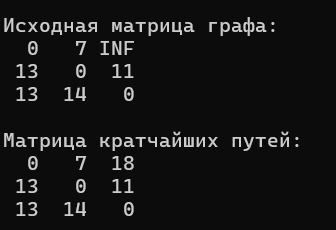 Исходная матрица графа:
0 7 INF
13 0 11
13 14 0
Матрица кратчайших путей:
0 7 18
13 0 11
13 14 0